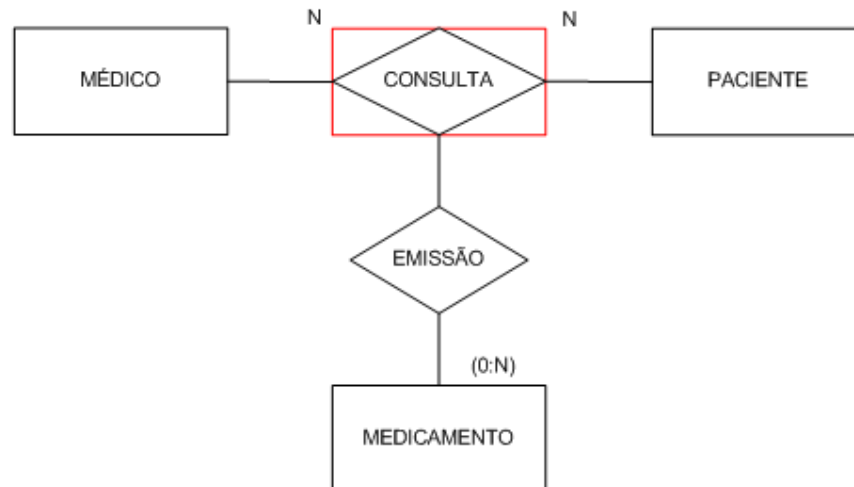 N
N
MÉDICO
CONSULTA
PACIENTE
EMISSÃO
(0:N)
MEDICAMENTO